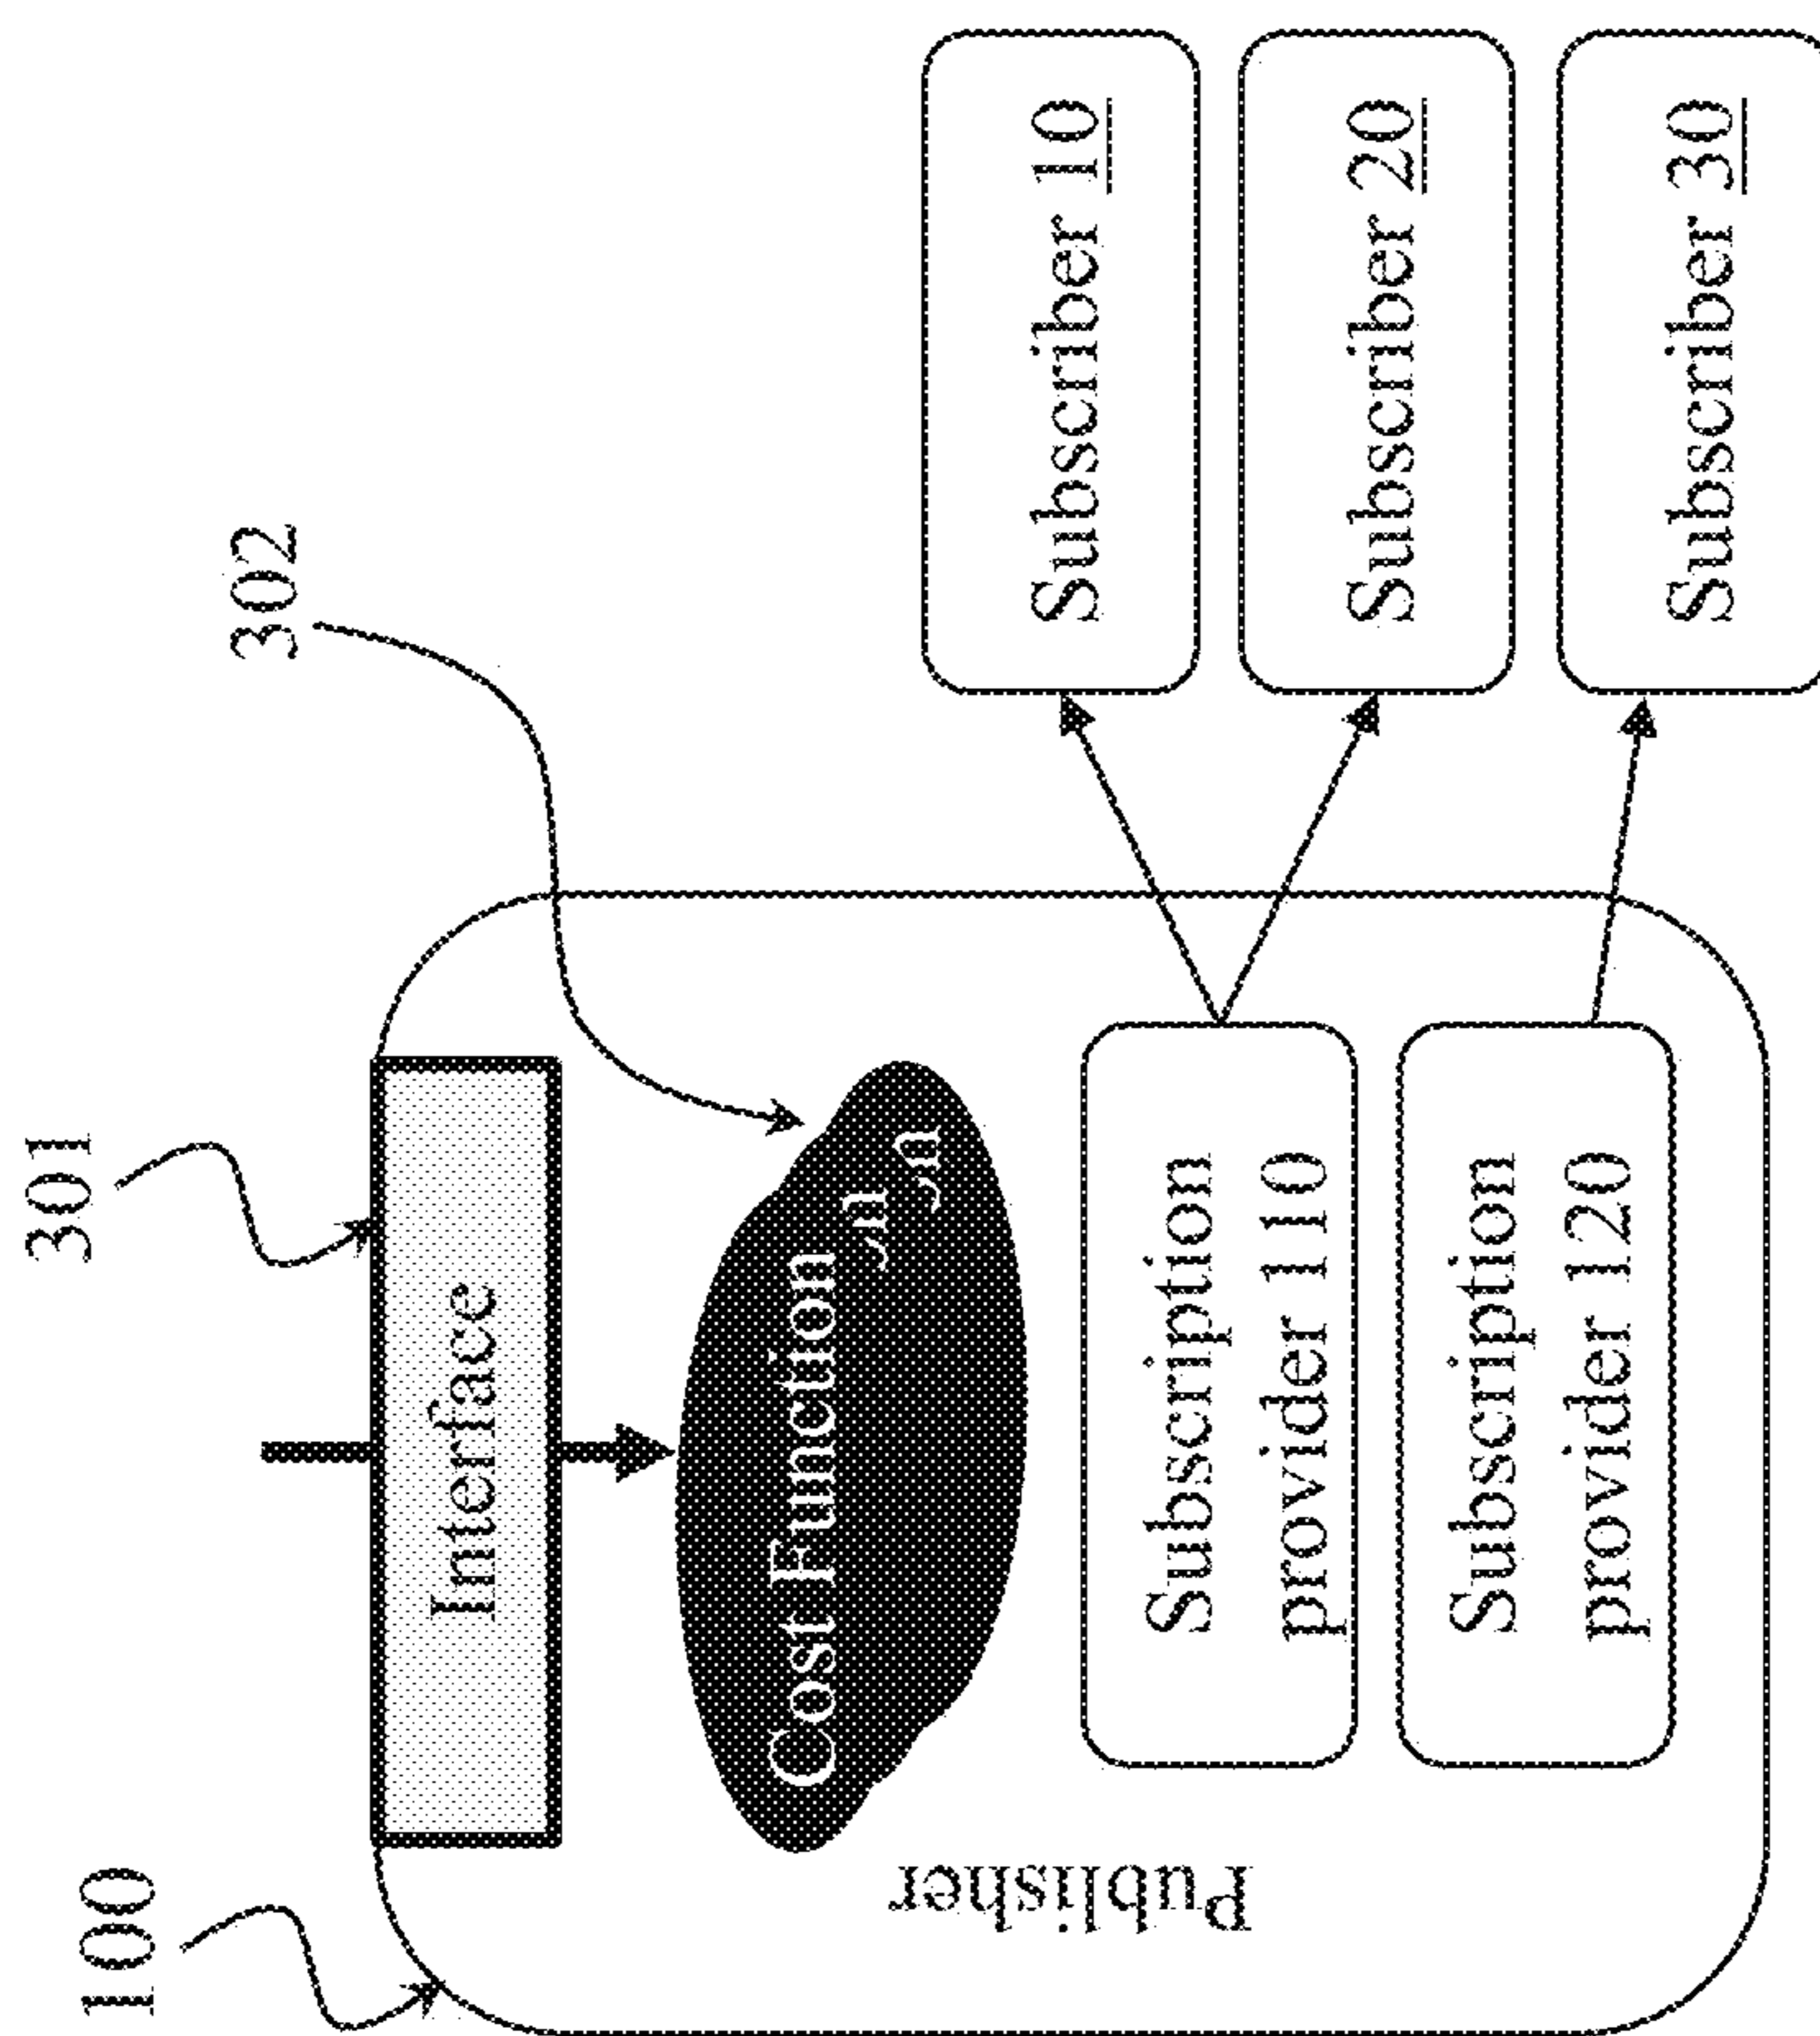 301
100
302
Interface
Cost Function
Publisher
Subscriber 10
Subscription
provider 110
Subscriber 20
Subscription
provider 120
Subscriber 30